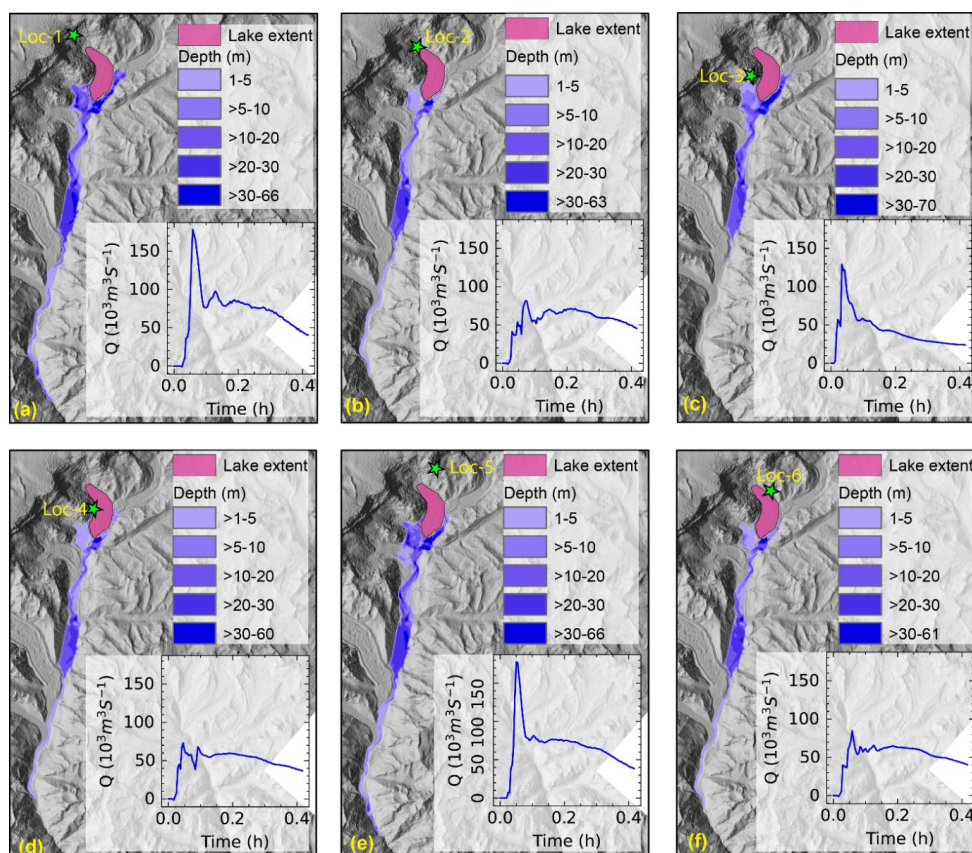 Loc-1
Lake extent
Depth (m)
1-5
>5-10
>10-20
>20-30
>30-66
Q (10³m³S⁻¹)
150
100
50
0
0.0 0.2 0.4
Time (h)
(a)
Loc-2
Lake extent
Depth (m)
1-5
>5-10
>10-20
>20-30
>30-63
Q (10³m³S⁻¹)
150
100
50
0
0.0 0.2 0.4
Time (h)
(b)
Loc-3
Lake extent
Depth (m)
1-5
>5-10
>10-20
>20-30
>30-70
Q (10³m³S⁻¹)
150
100
50
0
0.0 0.2 0.4
Time (h)
(c)
Loc-4
Lake extent
Depth (m)
>1-5
>5-10
>10-20
>20-30
>30-60
Q (10³m³S⁻¹)
150
100
50
0
0.0 0.2 0.4
Time (h)
(d)
Loc-5
Lake extent
Depth (m)
1-5
>5-10
>10-20
>20-30
>30-66
Q (10³m³S⁻¹)
0 50 100 150
0.0 0.2 0.4
Time (h)
(e)
Loc-6
Lake extent
Depth (m)
1-5
>5-10
>10-20
>20-30
>30-61
Q (10³m³S⁻¹)
150
100
50
0
0.0 0.2 0.4
Time (h)
(f)